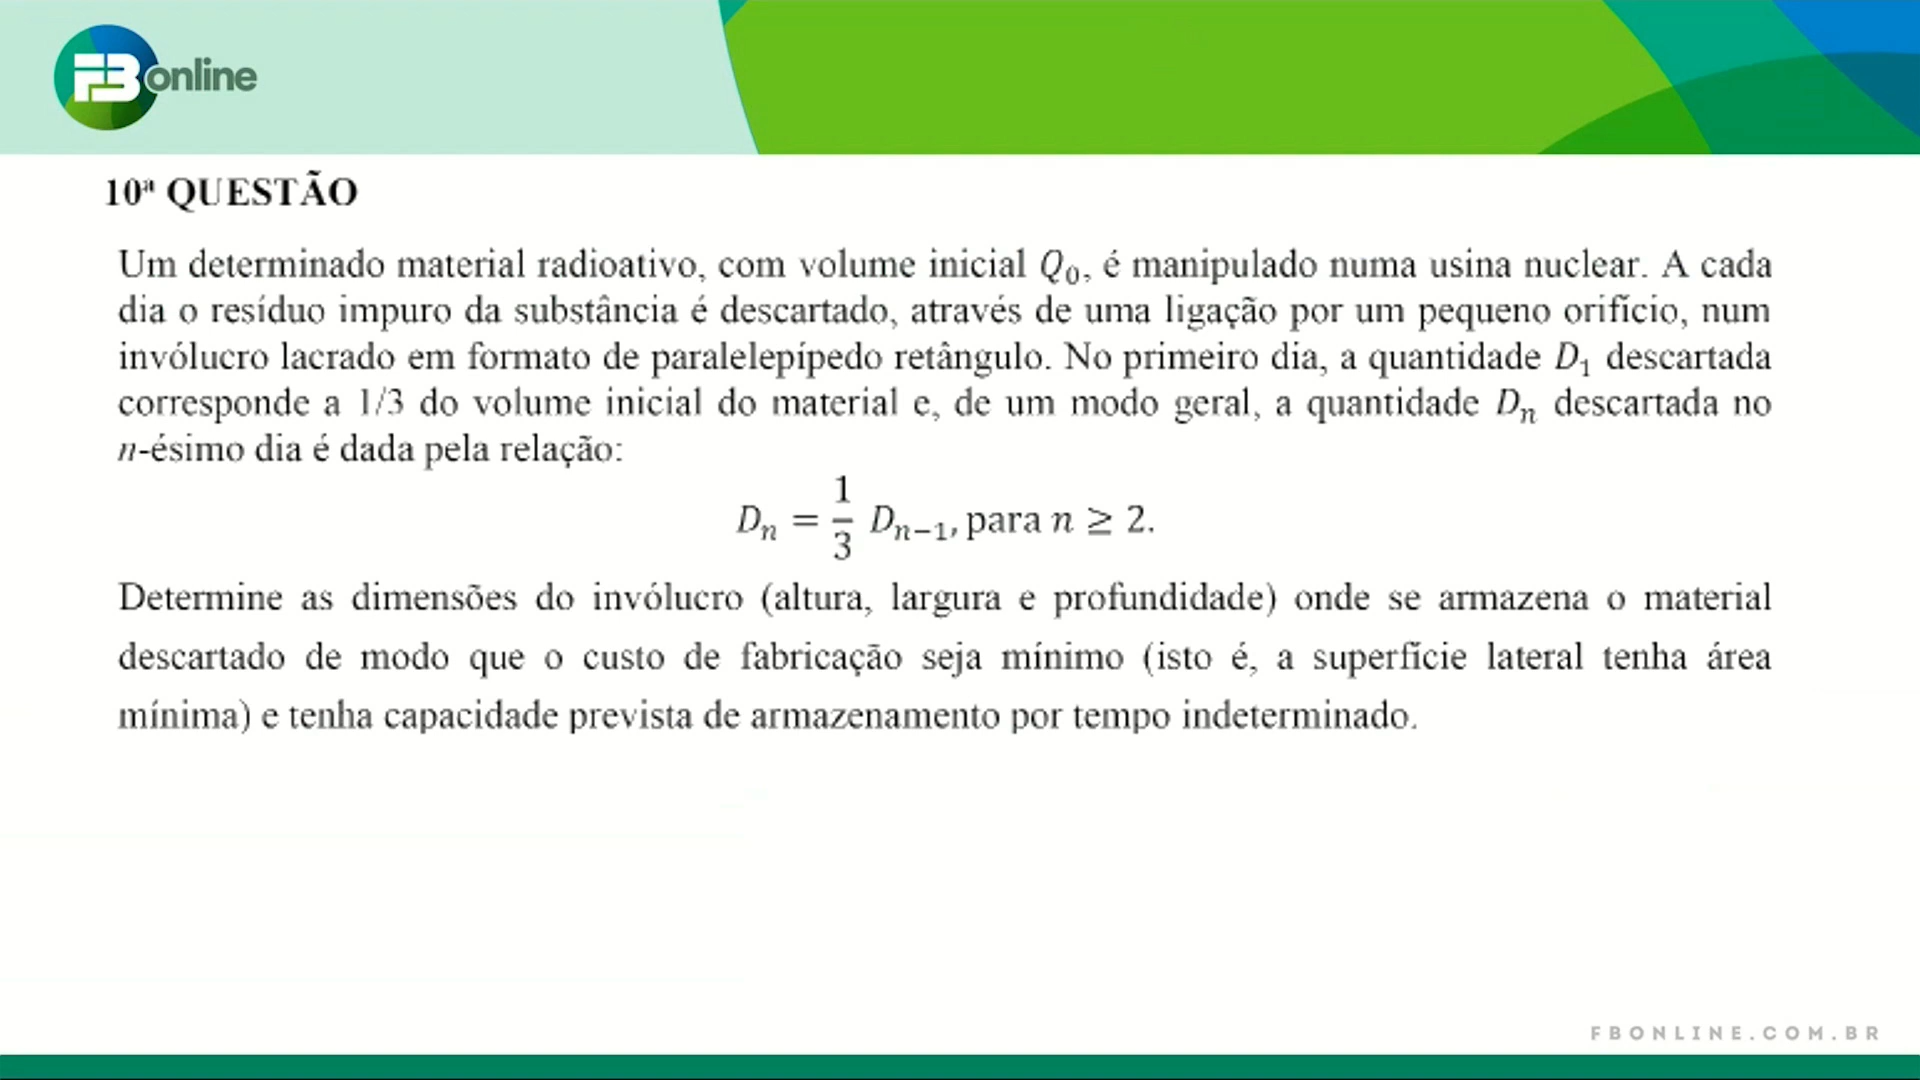 FB online
10ª QUESTÃO
Um determinado material radioativo, com volume inicial Q₀, é manipulado numa usina nuclear. A cada
dia o resíduo impuro da substância é descartado, através de uma ligação por um pequeno orifício, num
invólucro lacrado em formato de paralelepípedo retângulo. No primeiro dia, a quantidade D₁ descartada
corresponde a 1/3 do volume inicial do material e, de um modo geral, a quantidade Dₙ descartada no
n-ésimo dia é dada pela relação:
Dₙ = 1/3 Dₙ₋₁, para n ≥ 2.
Determine as dimensões do invólucro (altura, largura e profundidade) onde se armazena o material
descartado de modo que o custo de fabricação seja mínimo (isto é, a superfície lateral tenha área
mínima) e tenha capacidade prevista de armazenamento por tempo indeterminado.
FBONLINE.COM.BR